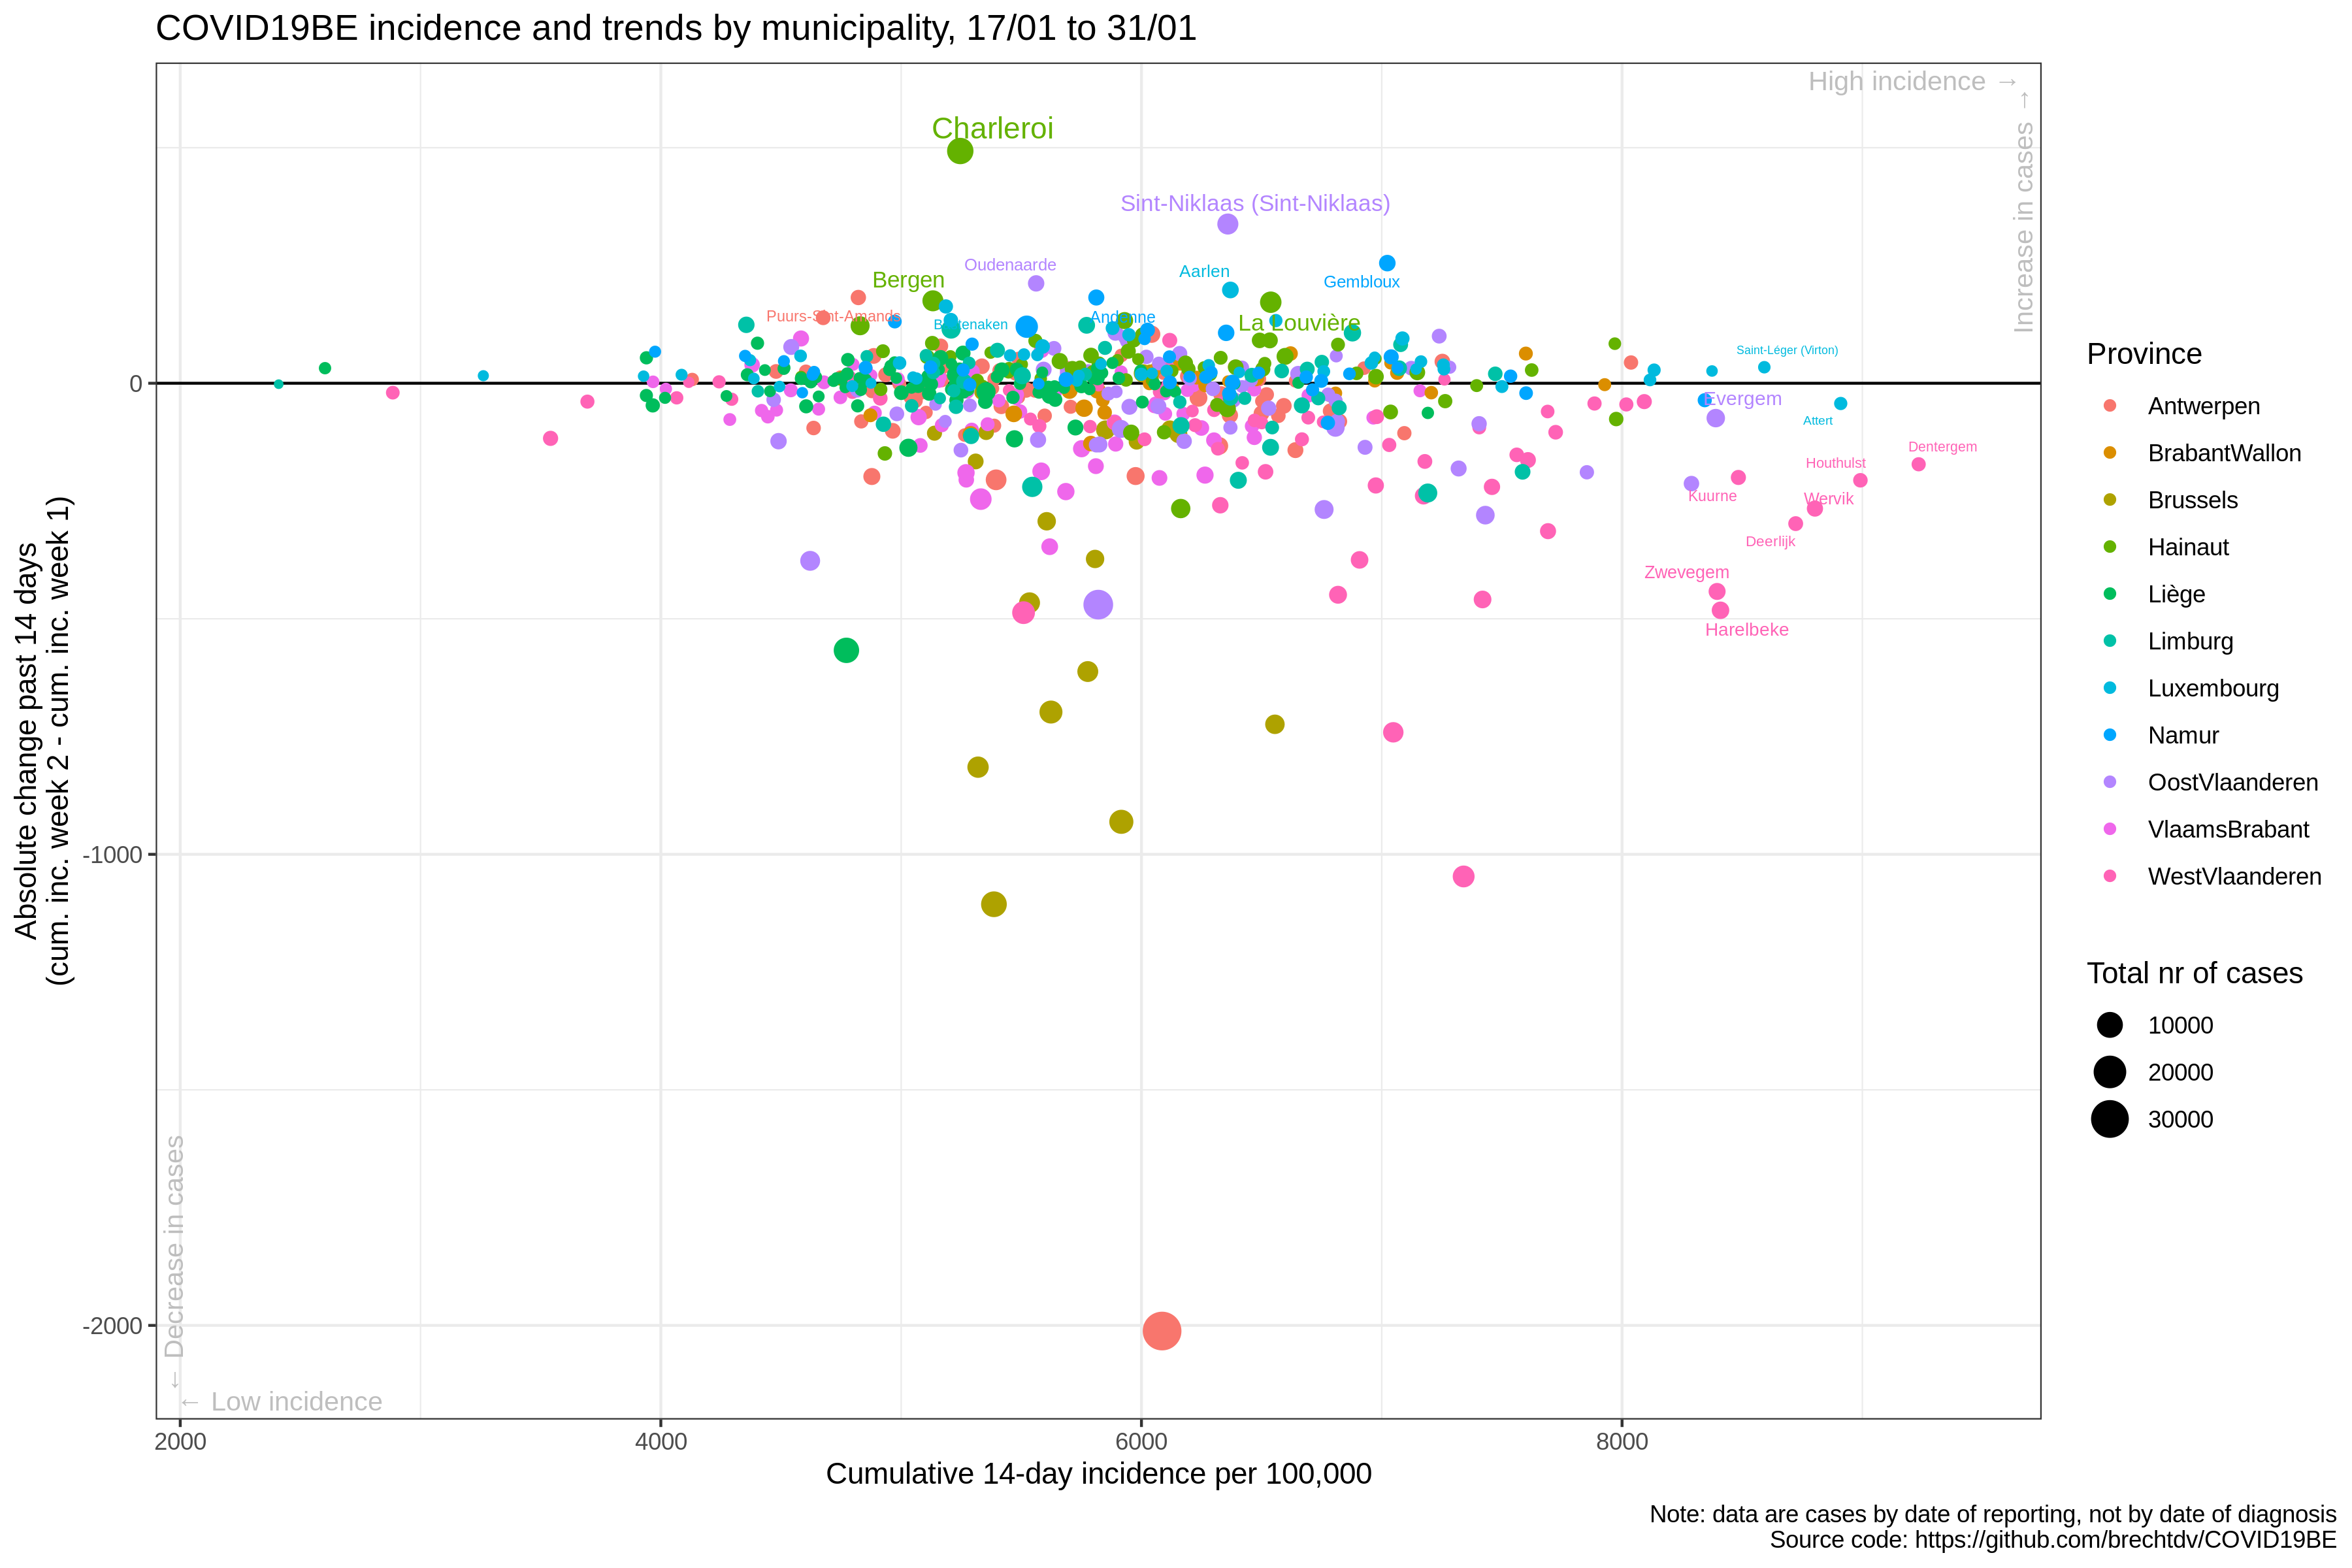 COVID19BE incidence and trends by municipality, 17/01 to 31/01
High incidence →
Increase in cases →
Charleroi
Sint-Niklaas (Sint-Niklaas)
Oudenaarde
Aarlen
Bergen
Gembloux
Puurs-Sint-Amands
Andenne
La Louvière
Saint-Léger (Virton)
Evergem
Attert
Dentergem
Houthulst
Kuurne
Wervik
Deerlijk
Zwevegem
Harelbeke
0
-1000
-2000
Absolute change past 14 days
(cum. inc. week 2 - cum. inc. week 1)
← Decrease in cases
← Low incidence
2000
4000
6000
8000
Cumulative 14-day incidence per 100,000
Province
Antwerpen
BrabantWallon
Brussels
Hainaut
Liège
Limburg
Luxembourg
Namur
OostVlaanderen
VlaamsBrabant
WestVlaanderen
Total nr of cases
10000
20000
30000
Note: data are cases by date of reporting, not by date of diagnosis
Source code: https://github.com/brechtdv/COVID19BE